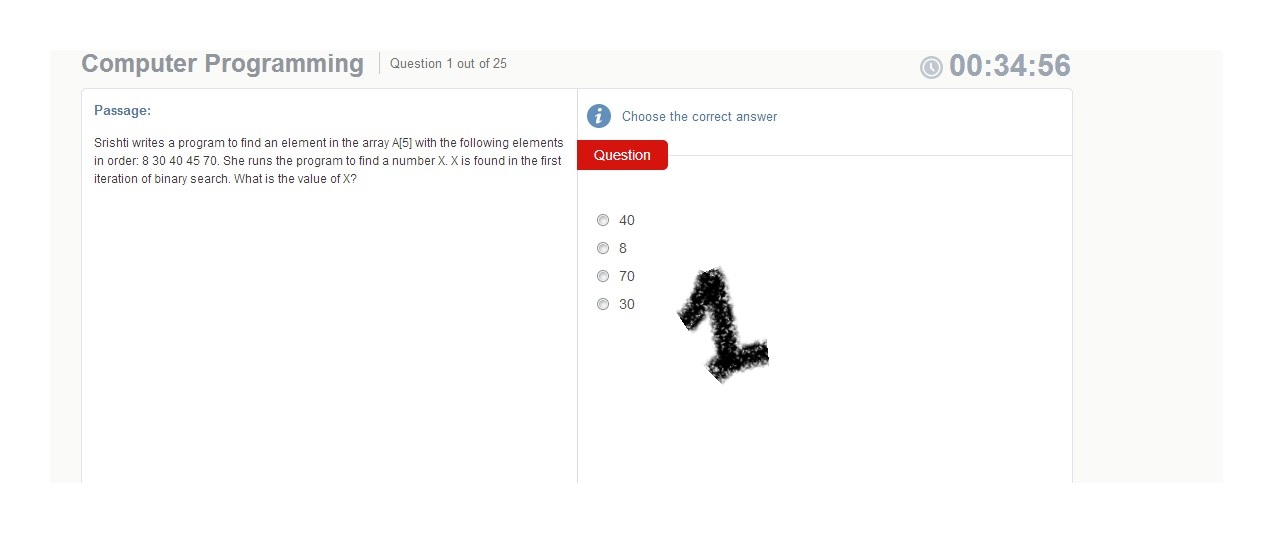 Computer Programming
Question 1 out of 25
00:34:56
Passage:
Srishti writes a program to find an element in the array A[5] with the following elements
in order: 8 30 40 45 70. She runs the program to find a number X. X is found in the first
iteration of binary search. What is the value of X?
Choose the correct answer
Question
40
8
70
30
1